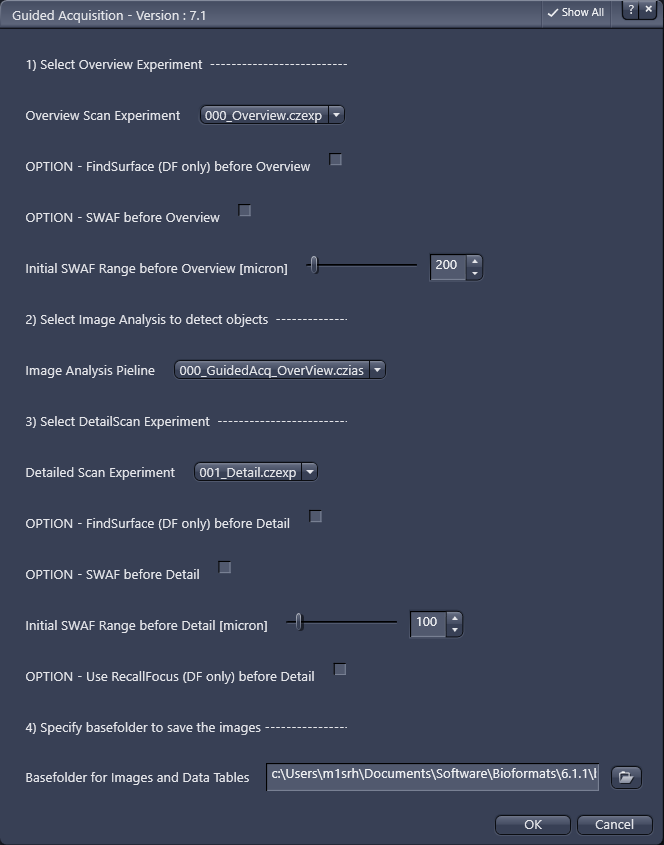 Guided Acquisition - Version : 7.1
Show All
? ×
1) Select Overview Experiment --------------------------
Overview Scan Experiment 000_Overview.czexp
OPTION - FindSurface (DF only) before Overview
OPTION - SWAF before Overview
Initial SWAF Range before Overview [micron] 200
2) Select Image Analysis to detect objects --------------
Image Analysis Pieline 000_GuidedAcq_OverView.czias
3) Select DetailScan Experiment -------------------------
Detailed Scan Experiment 001_Detail.czexp
OPTION - FindSurface (DF only) before Detail
OPTION - SWAF before Detail
Initial SWAF Range before Detail [micron] 100
OPTION - Use RecallFocus (DF only) before Detail
4) Specify basefolder to save the images ----------------
Basefolder for Images and Data Tables c:\Users\m1srh\Documents\Software\Bioformats\6.1.1\
OK Cancel